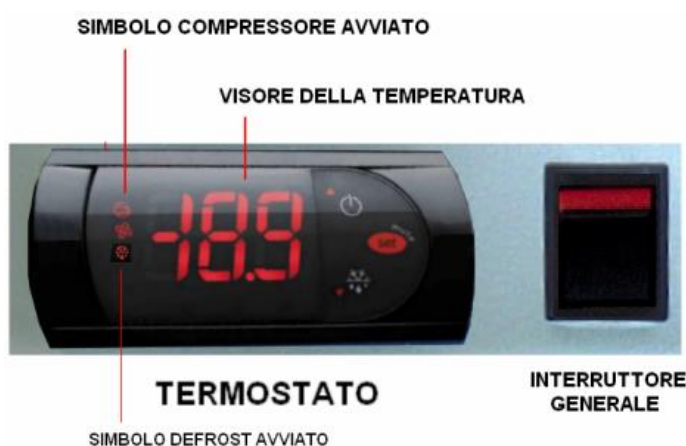 SIMBOLO COMPRESSORE AVVIATO
VISORE DELLA TEMPERATURA
-18.9
set
TERMOSTATO
INTERRUTTORE
GENERALE
SIMBOLO DEFROST AVVIATO